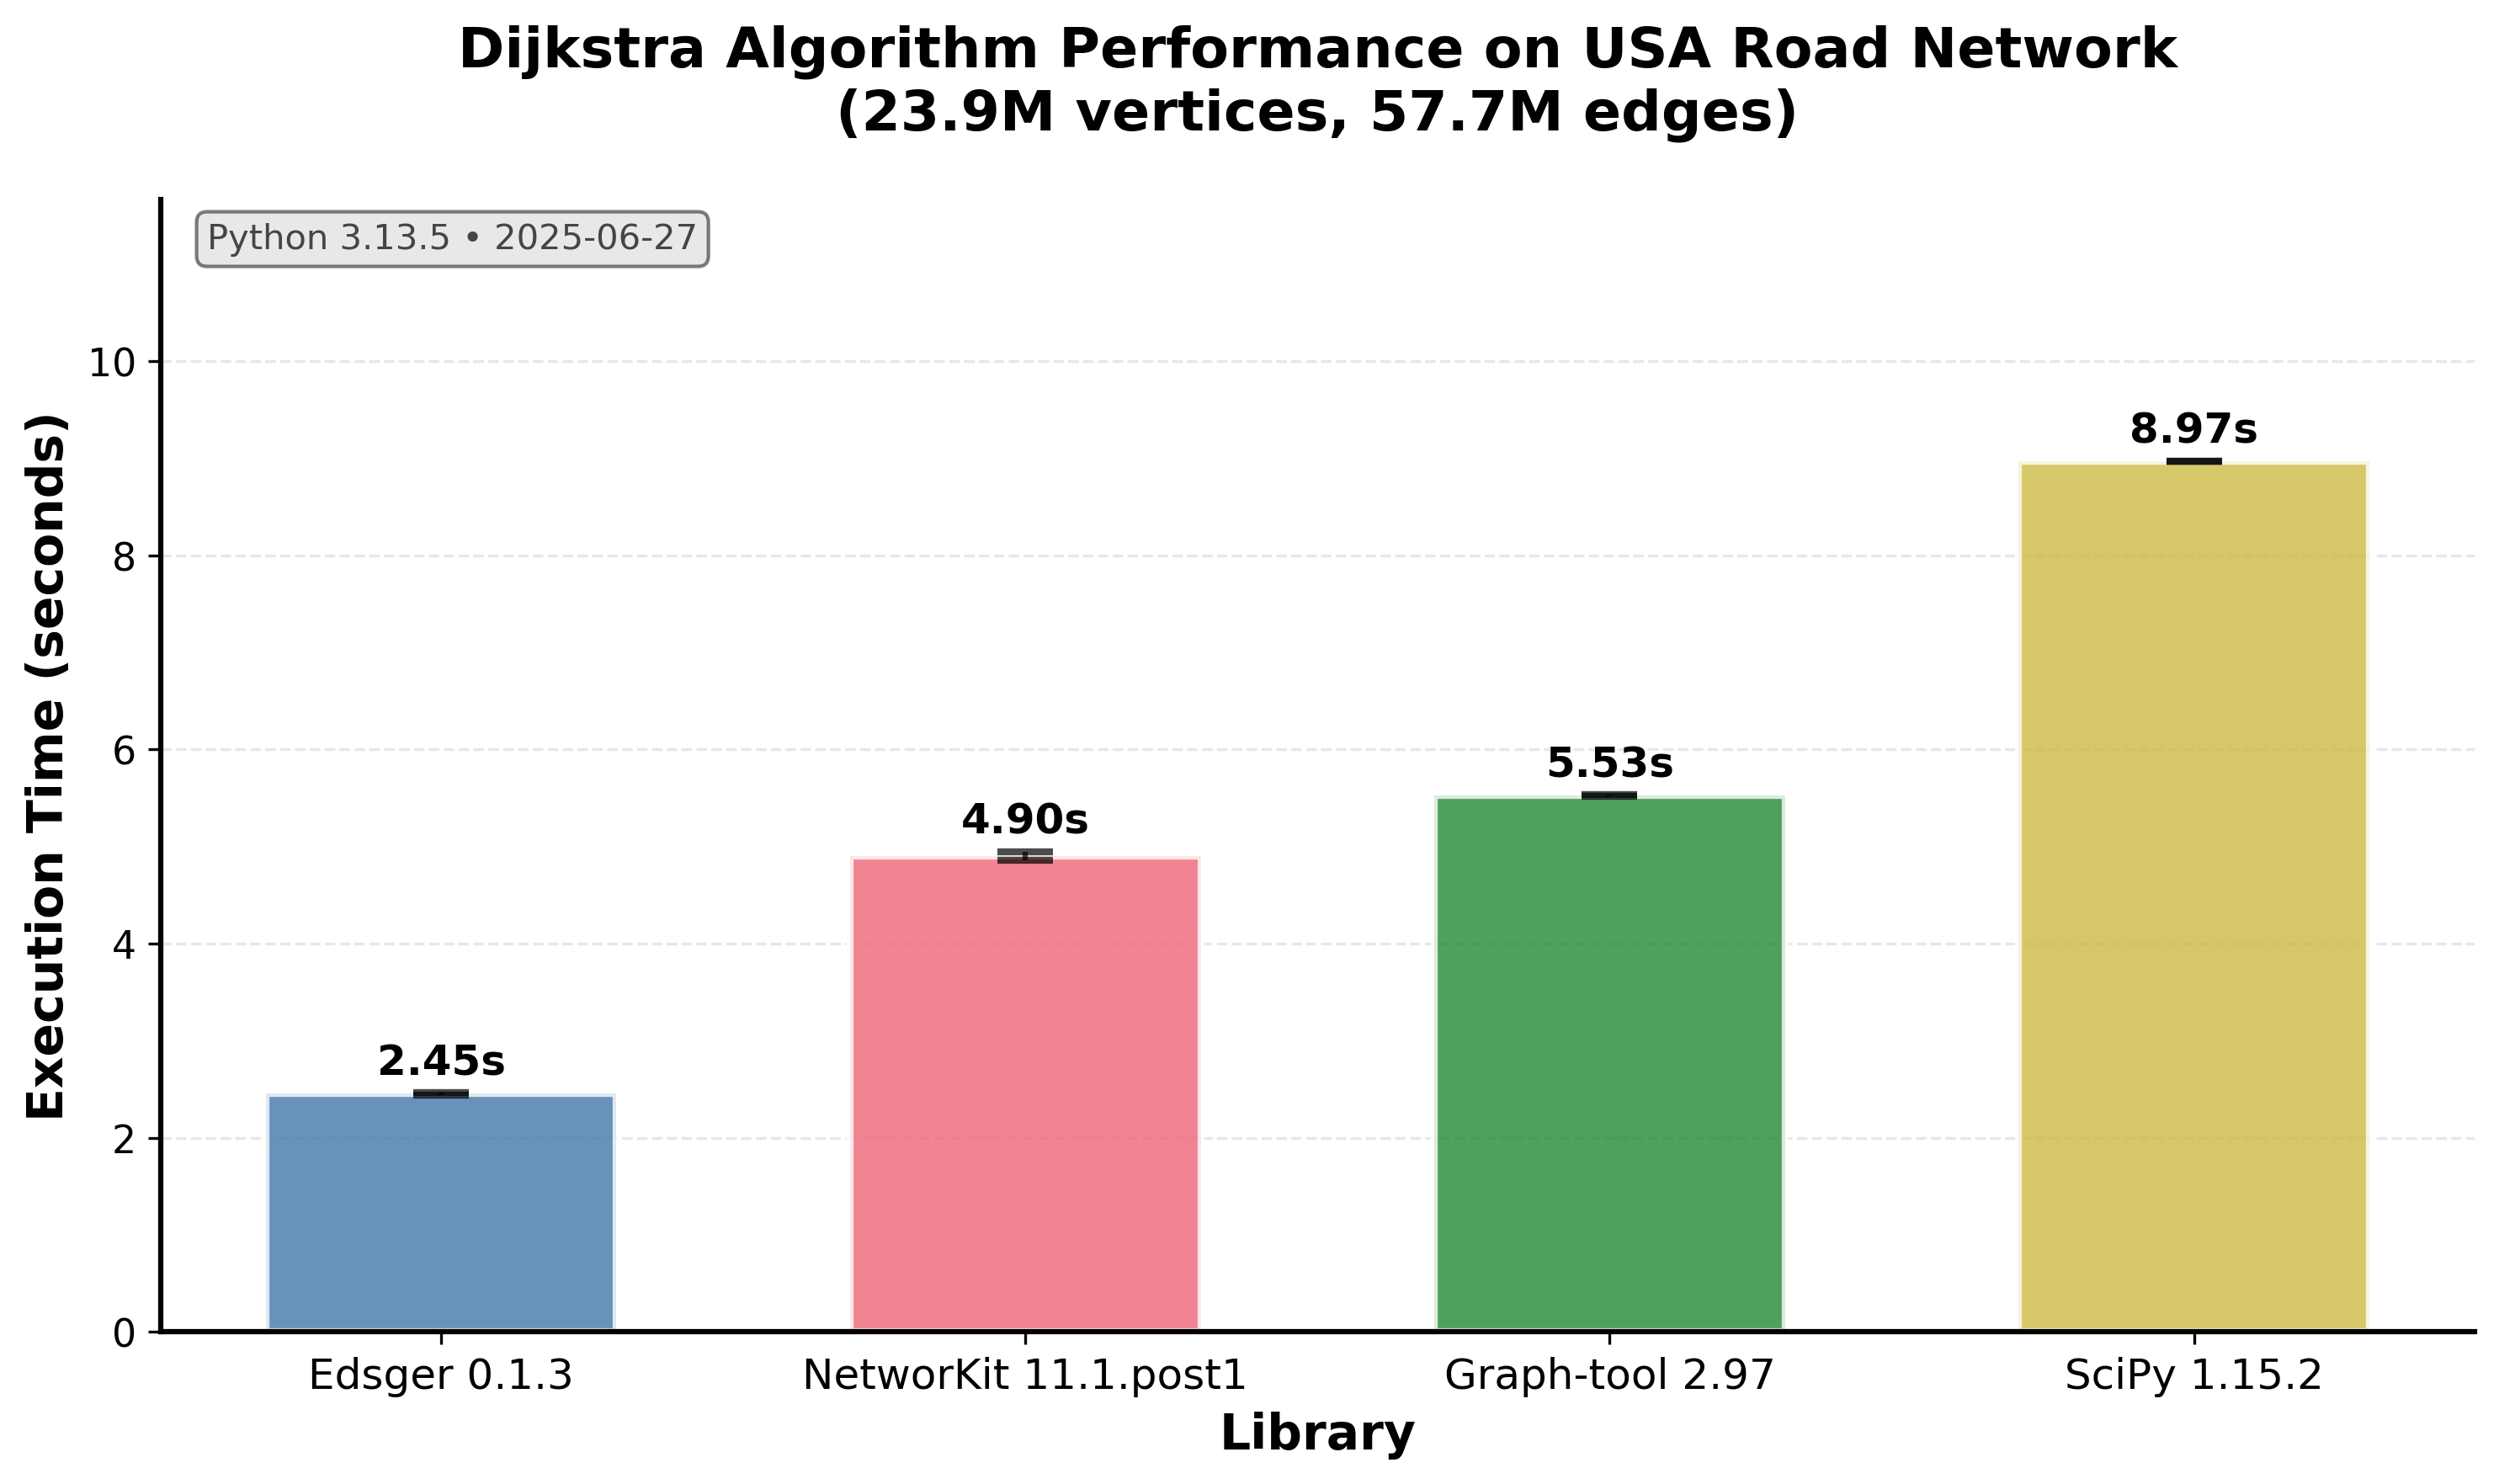 Dijkstra Algorithm Performance on USA Road Network
(23.9M vertices, 57.7M edges)
Python 3.13.5 • 2025-06-27
Execution Time (seconds)
10
8
6
4
2
0
2.45s
4.90s
5.53s
8.97s
Edsger 0.1.3
NetworKit 11.1.post1
Graph-tool 2.97
SciPy 1.15.2
Library